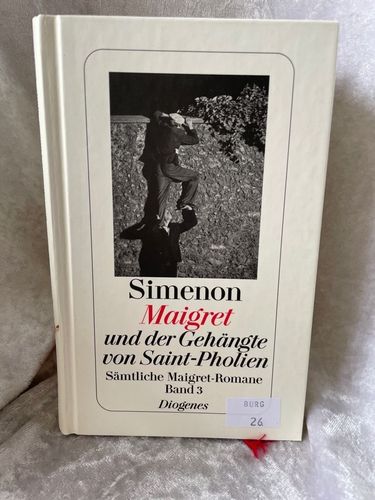 Simenon
Maigret
und der Gehängte
von Saint-Pholien
Sämtliche Maigret-Romane
Band 3
Diogenes
BURG
26